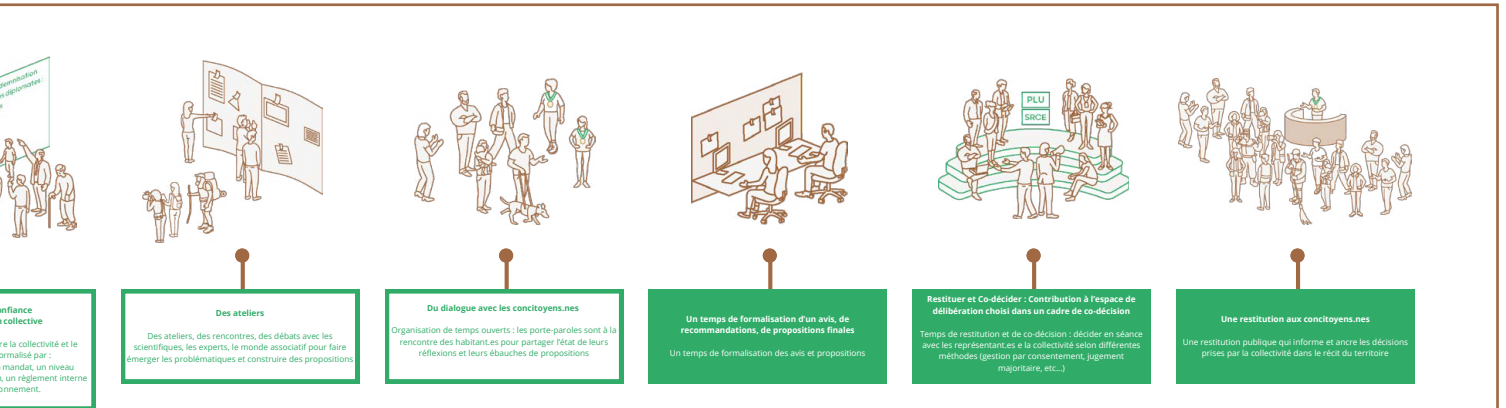 demnisation
s diplomates :
PLU
SRCE
nfiance
collective
re la collectivité et le
ormalisé par :
mandat, un niveau
, un règlement interne
onnement.
Des ateliers
Des ateliers, des rencontres, des débats avec les
scientifiques, les experts, le monde associatif pour faire
émerger les problématiques et construire des propositions
Du dialogue avec les concitoyens.nes
Organisation de temps ouverts : les porte-paroles sont à la
rencontre des habitant.es pour partager l'état de leurs
réflexions et leurs ébauches de propositions
Un temps de formalisation d'un avis, de
recommandations, de propositions finales
Un temps de formalisation des avis et propositions
Restituer et Co-décider : Contribution à l'espace de
délibération choisi dans un cadre de co-décision
Temps de restitution et de co-décision : décider en séance
avec les représentant.es e la collectivité selon différentes
méthodes (gestion par consentement, jugement
majoritaire, etc...)
Une restitution aux concitoyens.nes
Une restitution publique qui informe et ancre les décisions
prises par la collectivité dans le récit du territoire